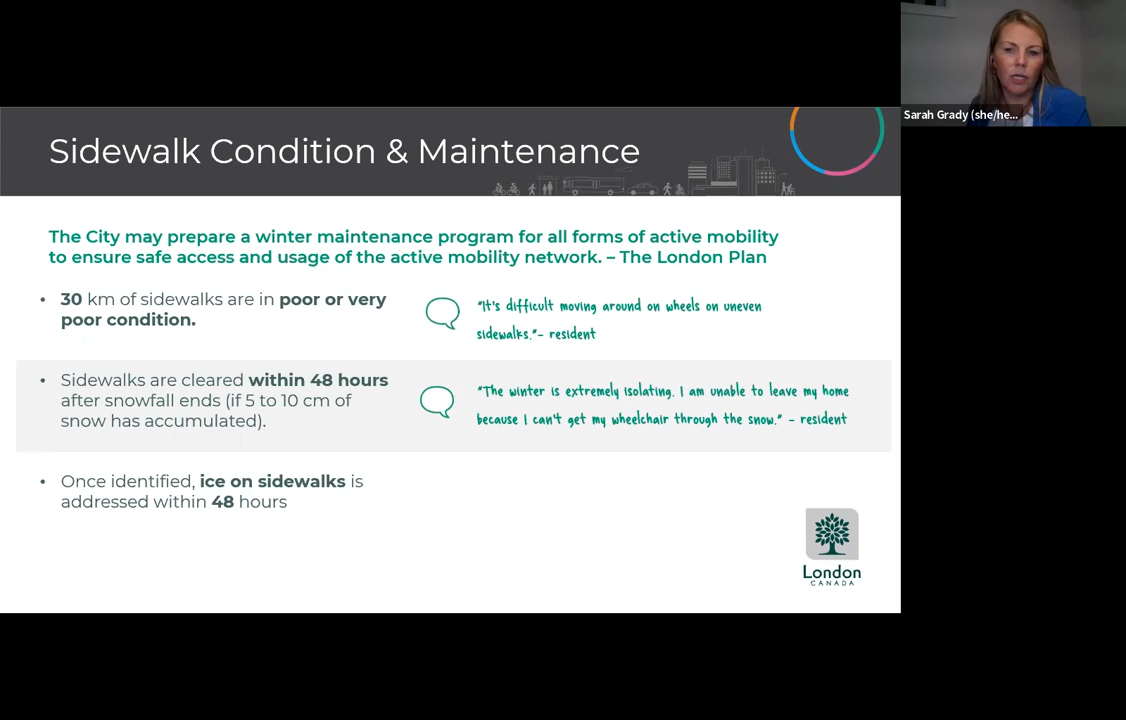 Sarah Grady (she/he...
Sidewalk Condition & Maintenance
The City may prepare a winter maintenance program for all forms of active mobility
to ensure safe access and usage of the active mobility network. – The London Plan
• 30 km of sidewalks are in poor or very
poor condition.
"It's difficult moving around on wheels on uneven
sidewalks."- resident
• Sidewalks are cleared within 48 hours
after snowfall ends (if 5 to 10 cm of
snow has accumulated).
"The winter is extremely isolating. I am unable to leave my home
because I can't get my wheelchair through the snow." - resident
• Once identified, ice on sidewalks is
addressed within 48 hours
London
CANADA